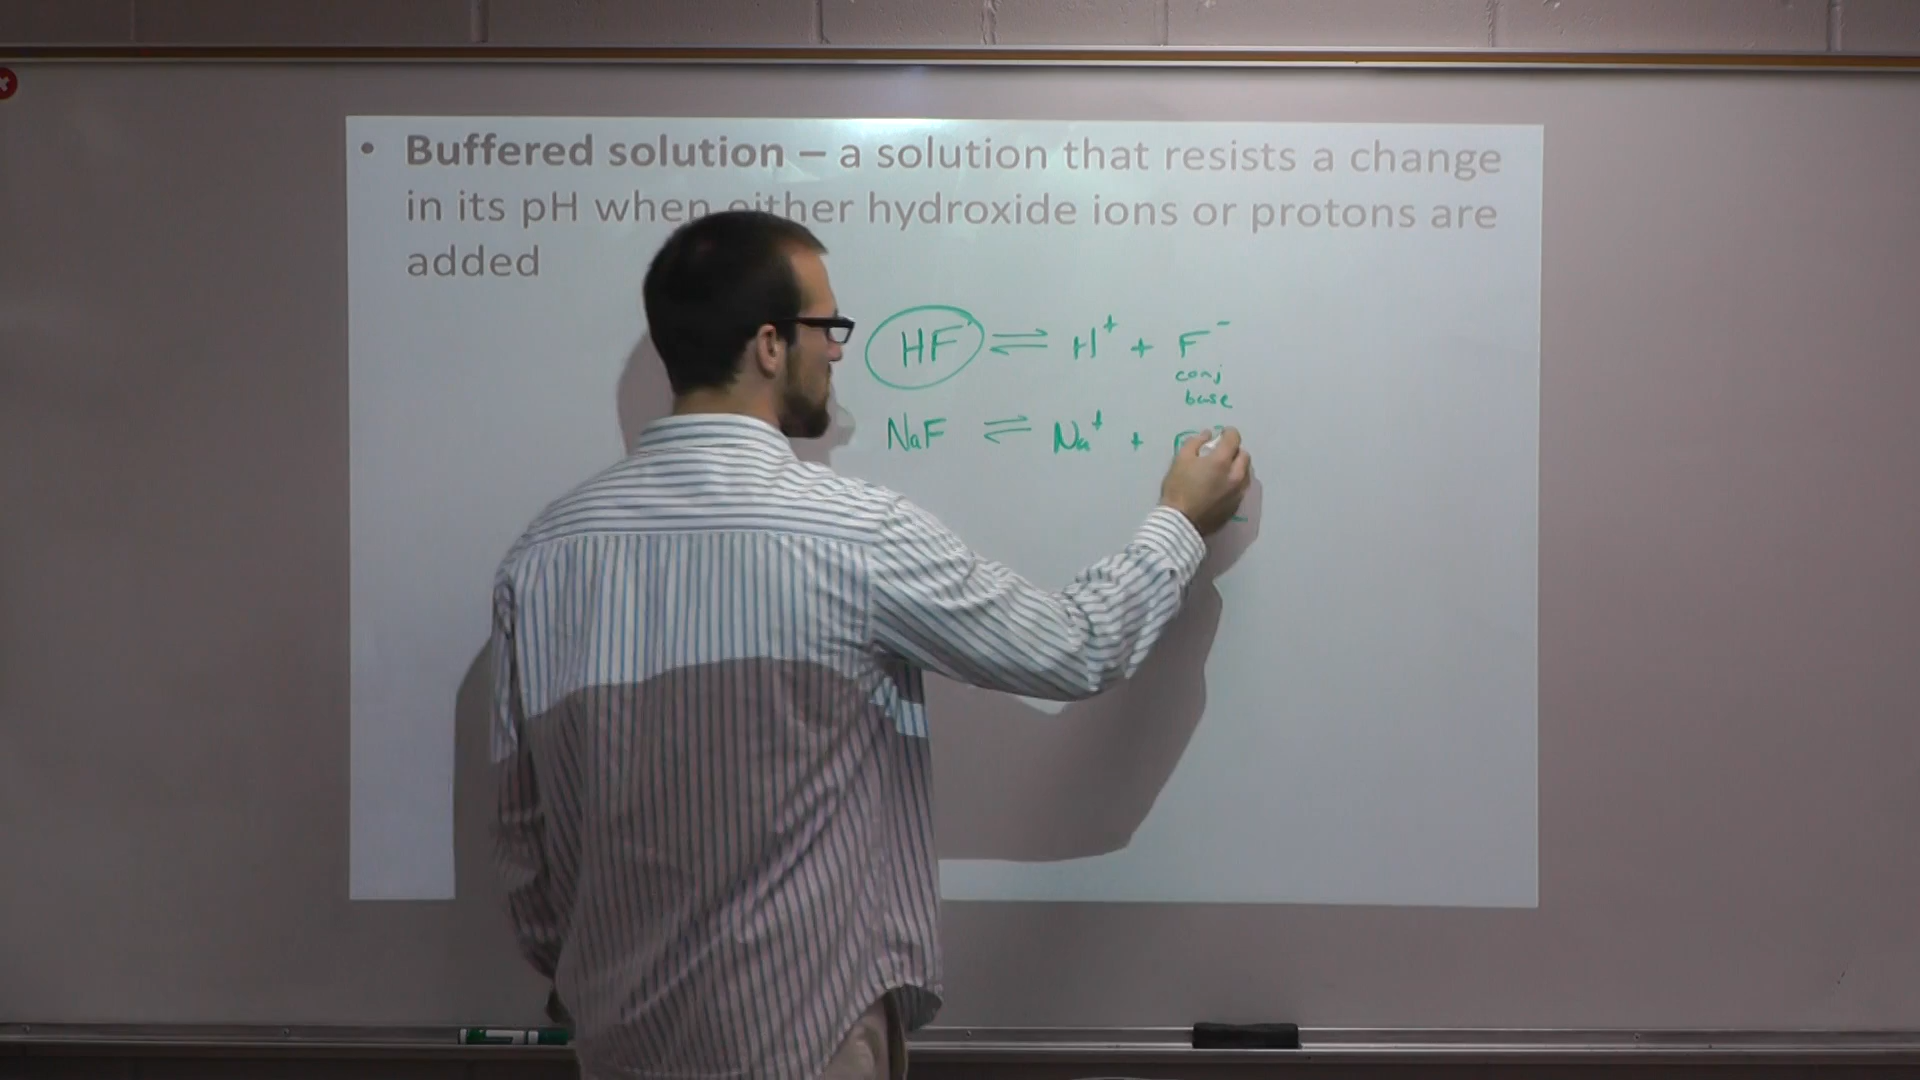 • Buffered solution – a solution that resists a change
in its pH when either hydroxide ions or protons are
added
HF ⇌ H⁺ + F⁻
conj
base
NaF ⇌ Na⁺ + F